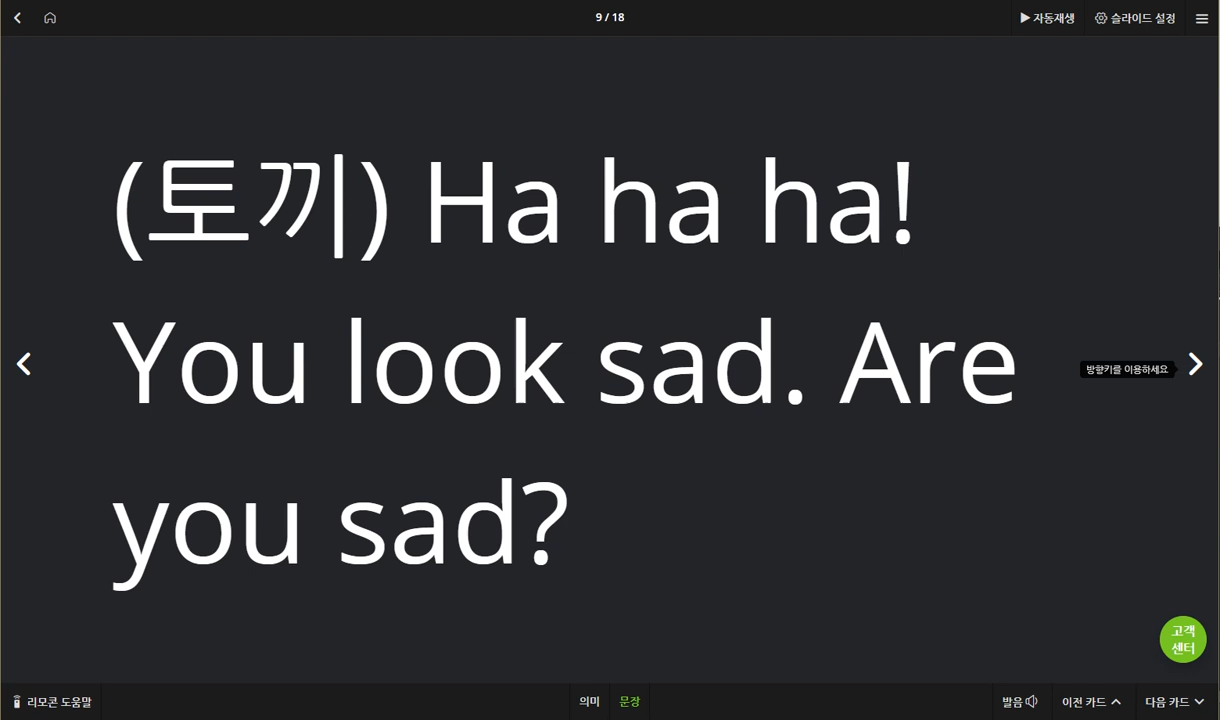 9 / 18
자동재생
슬라이드 설정
(토끼) Ha ha ha!
You look sad. Are
you sad?
방향키를 이용하세요
고객
센터
리모콘 도움말
의미
문장
발음
이전 카드
다음 카드